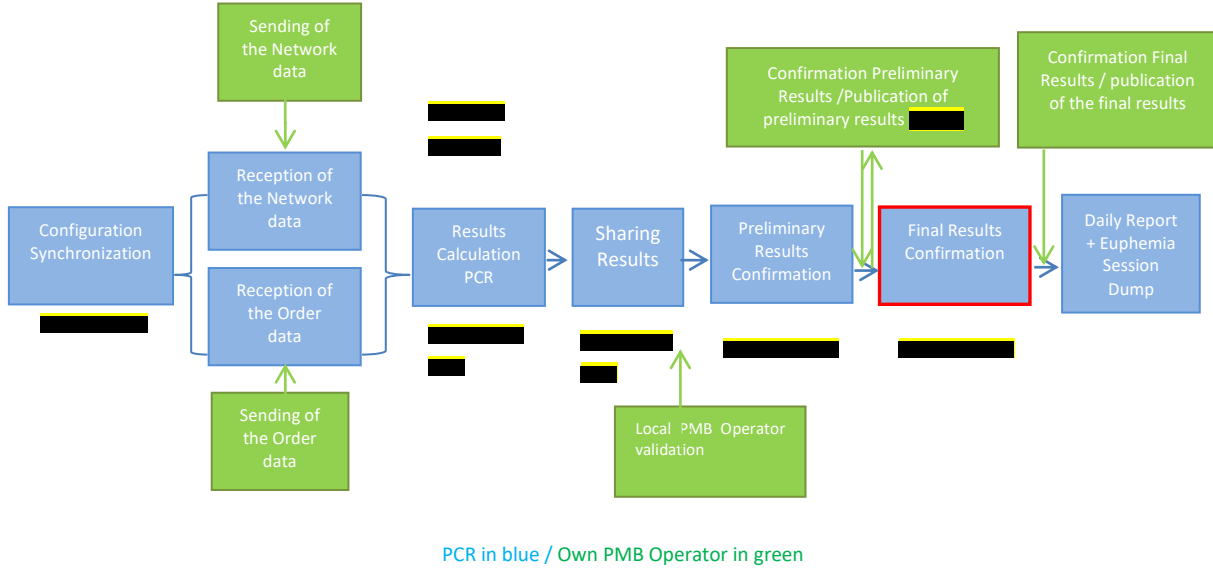 Sending of
the Network
data
Confirmation Preliminary
Results /Publication of
preliminary results
Confirmation Final
Results / publication
of the final results
Configuration
Synchronization
Reception of
the Network
data
Reception of
the Order
data
Results
Calculation
PCR
Sharing
Results
Preliminary
Results
Confirmation
Final Results
Confirmation
Daily Report
+ Euphemia
Session
Dump
Sending of
the Order
data
Local PMB Operator
validation
PCR in blue / Own PMB Operator in green